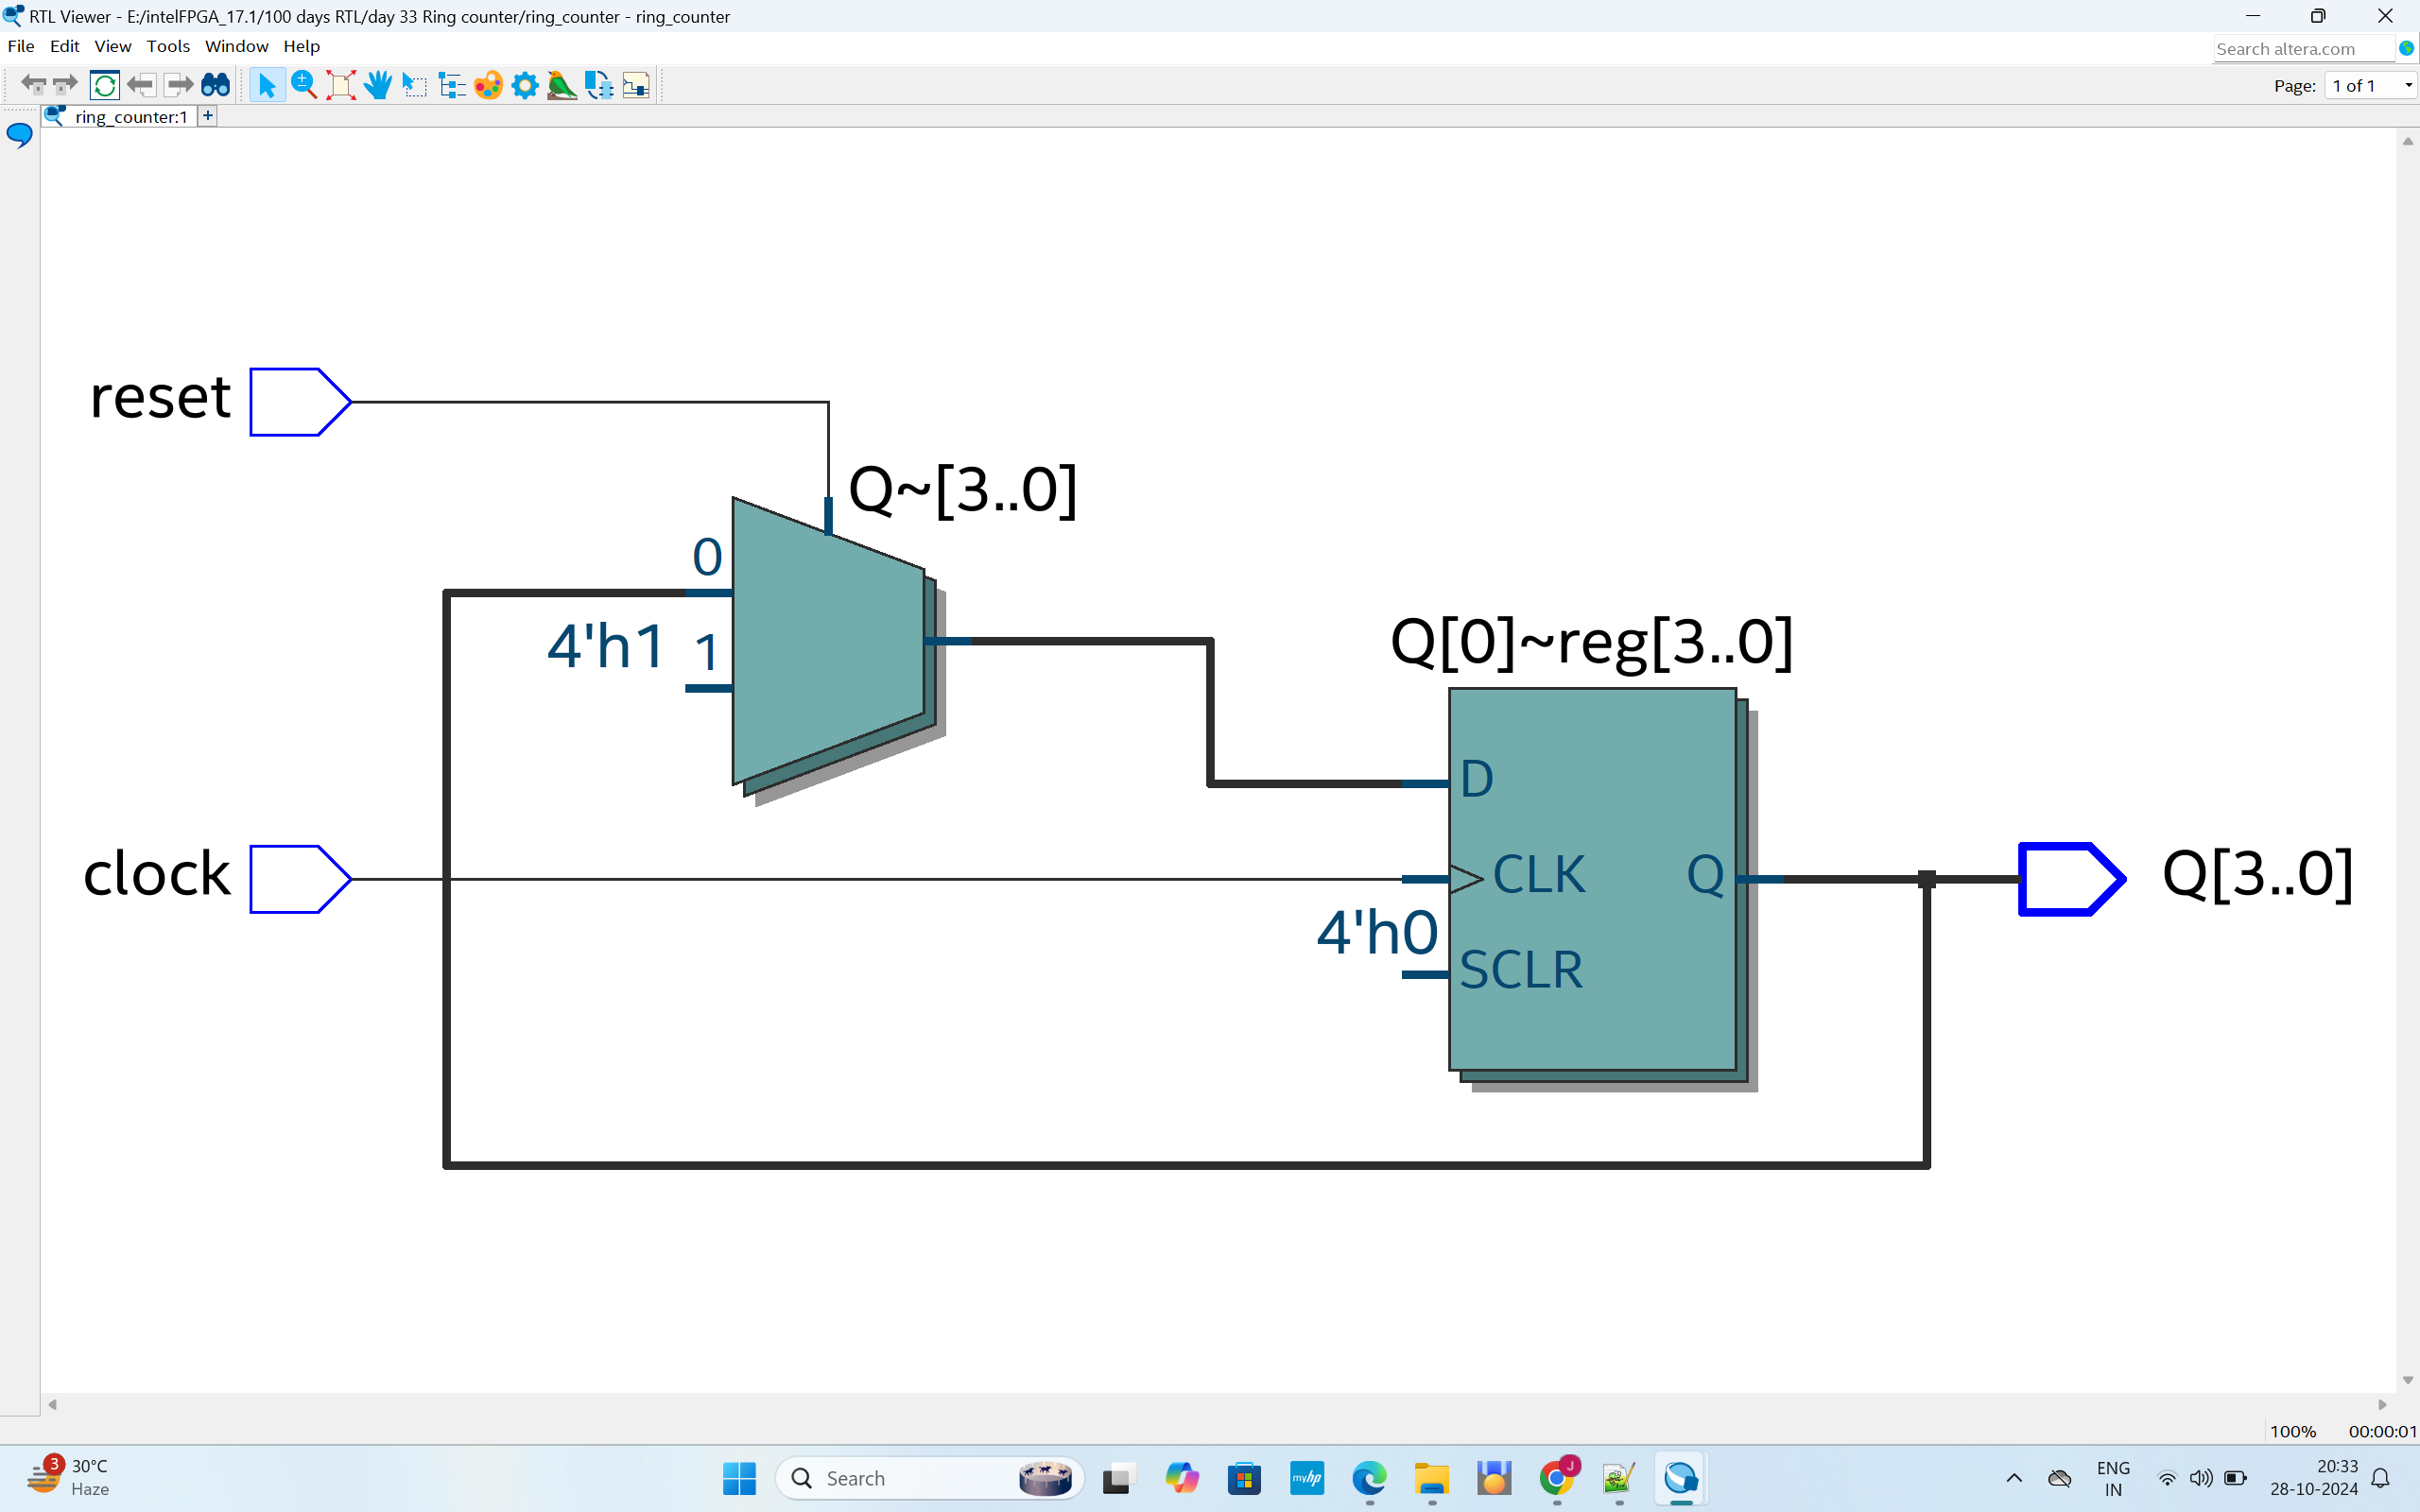 RTL Viewer - E:/intelFPGA_17.1/100 days RTL/day 33 Ring counter/ring_counter - ring_counter
File Edit View Tools Window Help
Search altera.com
Page: 1 of 1
ring_counter:1 +
reset
Q~[3..0]
0
4'h1 1
Q[0]~reg[3..0]
D
clock
CLK
Q
Q[3..0]
4'h0
SCLR
100% 00:00:01
3
30°C
Haze
Search
myhp
J
ENG
IN
20:33
28-10-2024